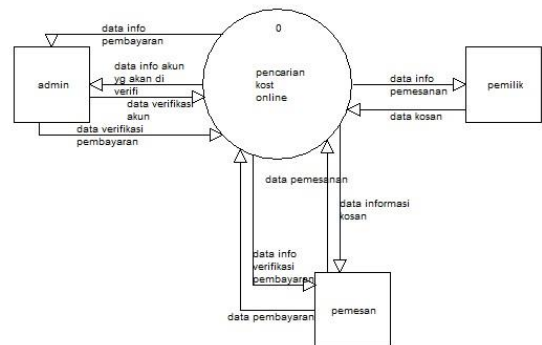 data info
pembayaran
0
admin
data info akun
yg akan di
verifi
data verifikasi
akun
data verifikasi
pembayaran
pencarian
kost
online
data info
pemesanan
data kosan
pemilik
data pemesanan
data informasi
kosan
data info
verifikasi
pembayaran
data pembayaran
pemesan